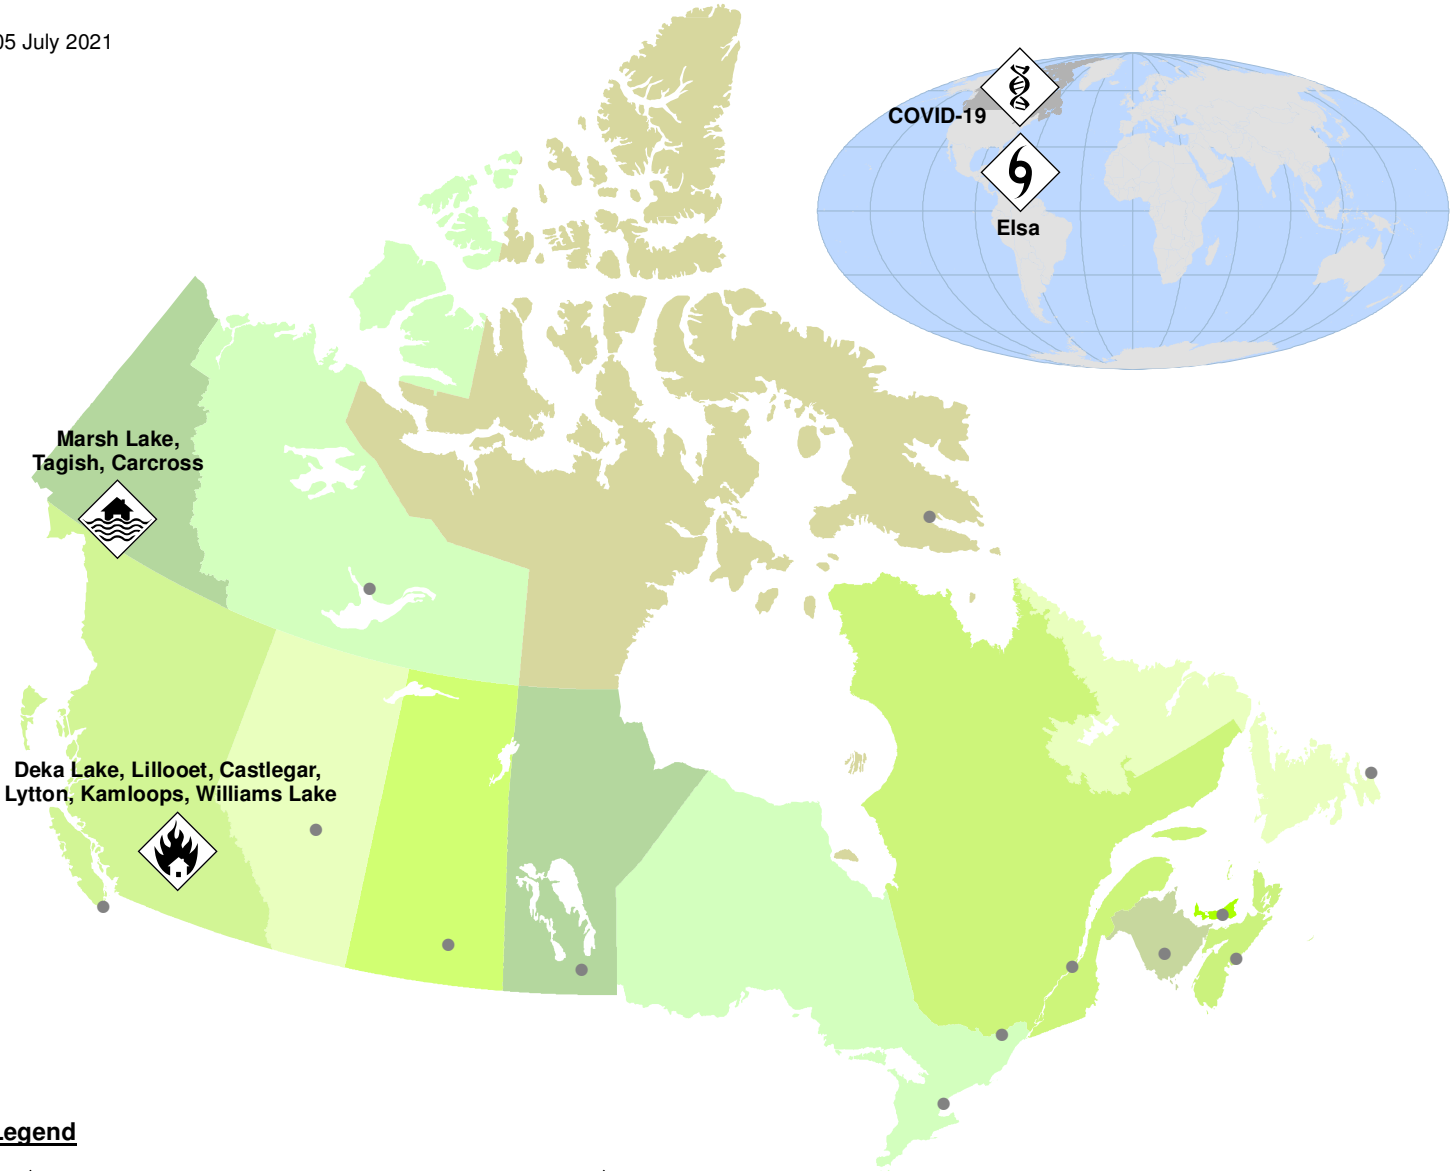 05 July 2021
COVID-19
Elsa
Marsh Lake,
Tagish, Carcross
Deka Lake, Lillooet, Castlegar,
Lytton, Kamloops, Williams Lake
Legend